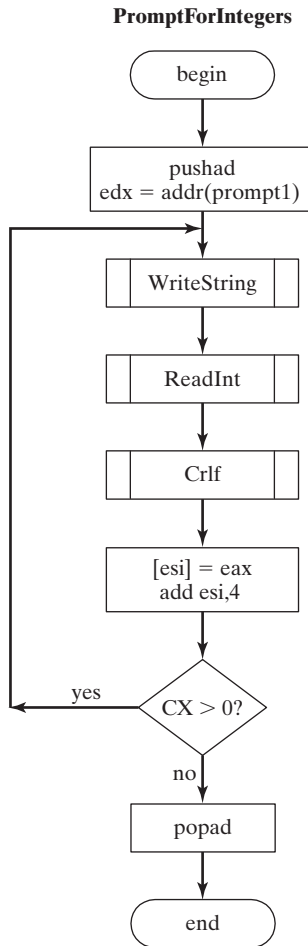 PromptForIntegers
begin
pushad
edx = addr(prompt1)
WriteString
ReadInt
Crlf
[esi] = eax
add esi,4
yes
CX > 0?
no
popad
end